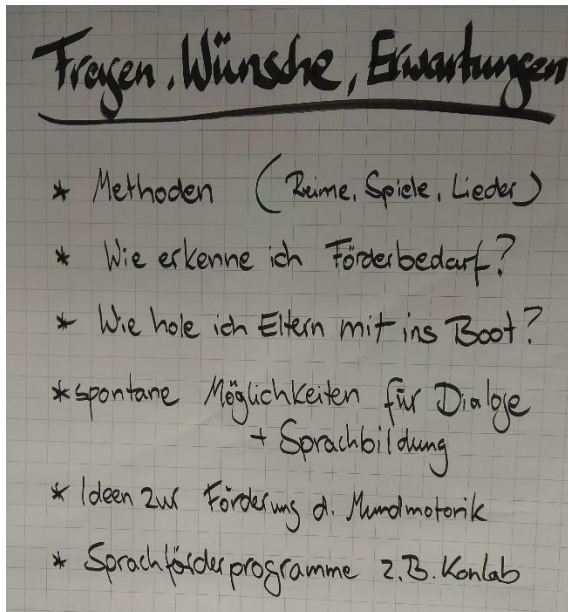 Fragen, Wünsche, Erwartungen
* Methoden (Reime, Spiele, Lieder)
* Wie erkenne ich Förderbedarf?
* Wie hole ich Eltern mit ins Boot?
* spontane Möglichkeiten für Dialoge
+ Sprachbildung
* Ideen zur Förderung d. Mundmotorik
* Sprachförderprogramme z.B. Konlab